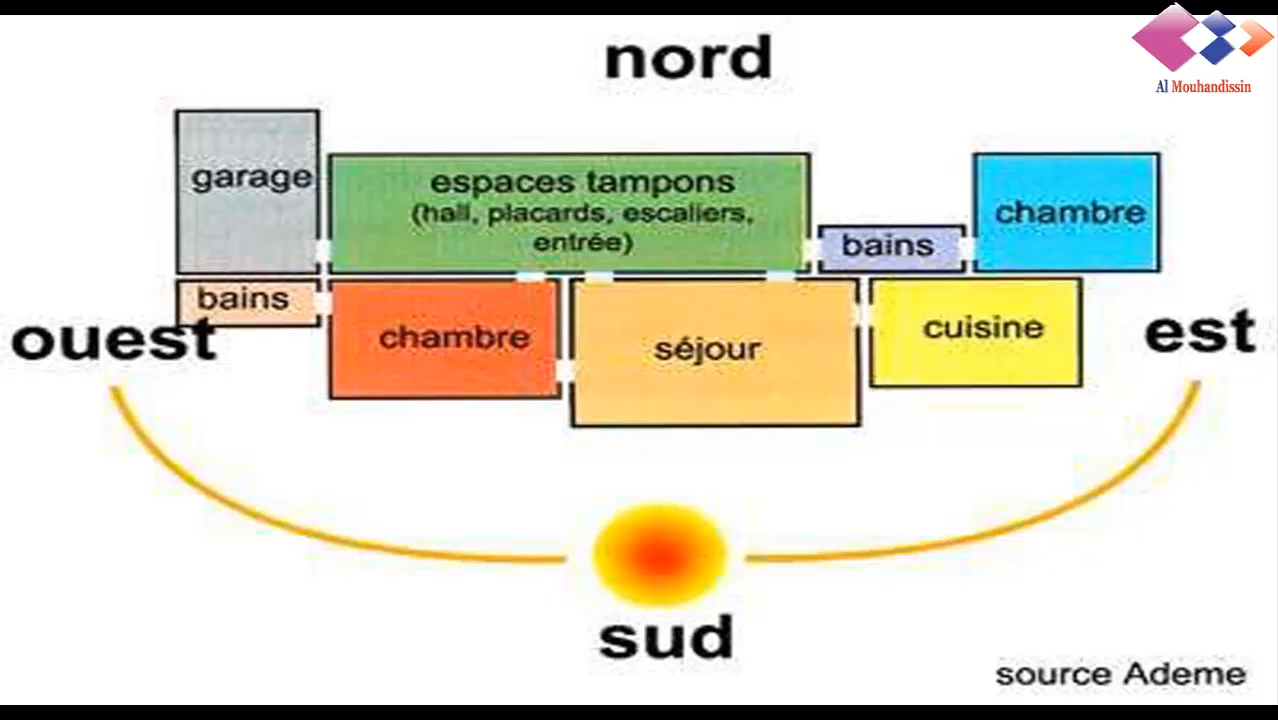 nord
Al Mouhandissin
garage
espaces tampons
(hall, placards, escaliers,
entrée)
bains
chambre
bains
chambre
séjour
cuisine
ouest
est
sud
source Ademe